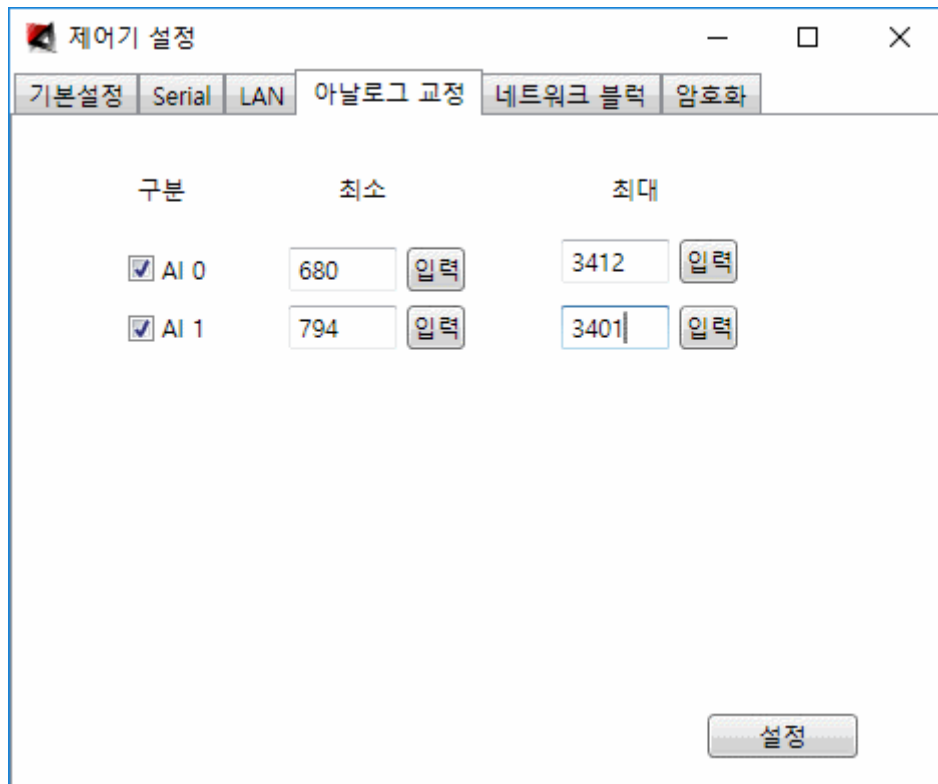 제어기 설정
기본설정 Serial LAN 아날로그 교정 네트워크 블럭 암호화
구분 최소 최대
AI 0 680 입력 3412 입력
AI 1 794 입력 3401 입력
설정